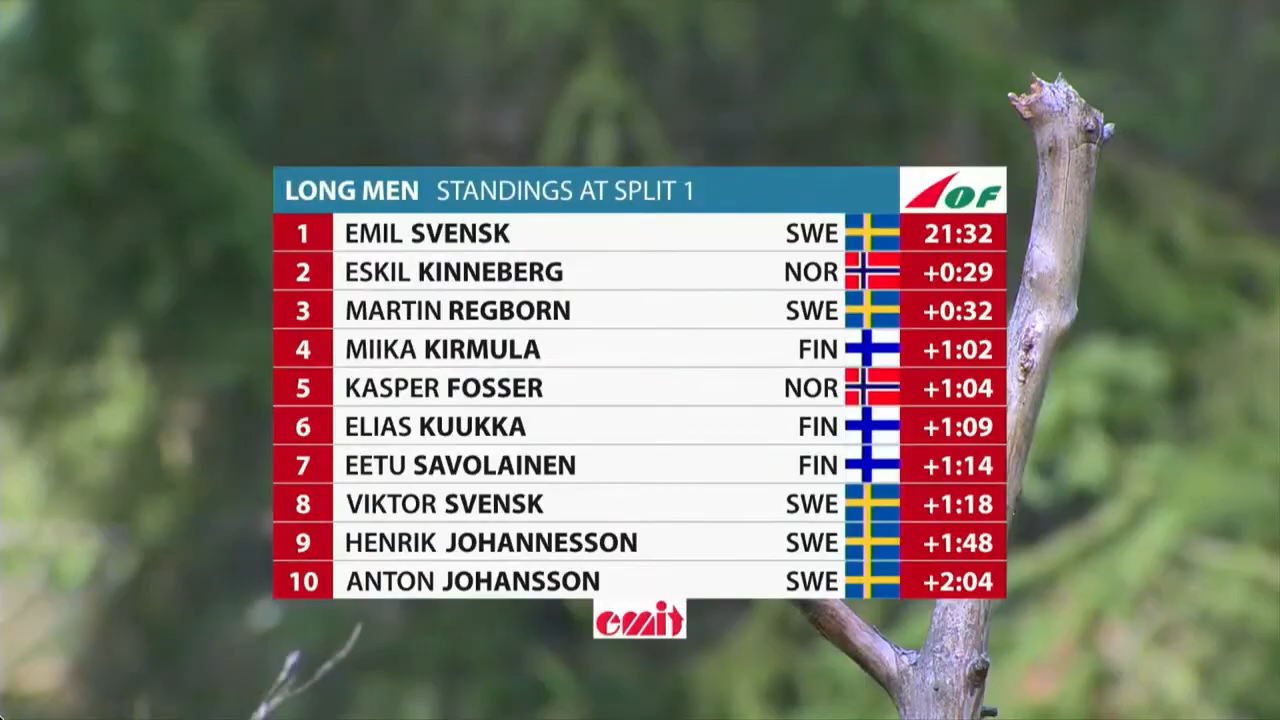 LONG MEN STANDINGS AT SPLIT 1 IOF
1 EMIL SVENSK SWE 21:32
2 ESKIL KINNEBERG NOR +0:29
3 MARTIN REGBORN SWE +0:32
4 MIIKA KIRMULA FIN +1:02
5 KASPER FOSSER NOR +1:04
6 ELIAS KUUKKA FIN +1:09
7 EETU SAVOLAINEN FIN +1:14
8 VIKTOR SVENSK SWE +1:18
9 HENRIK JOHANNESSON SWE +1:48
10 ANTON JOHANSSON SWE +2:04
emit